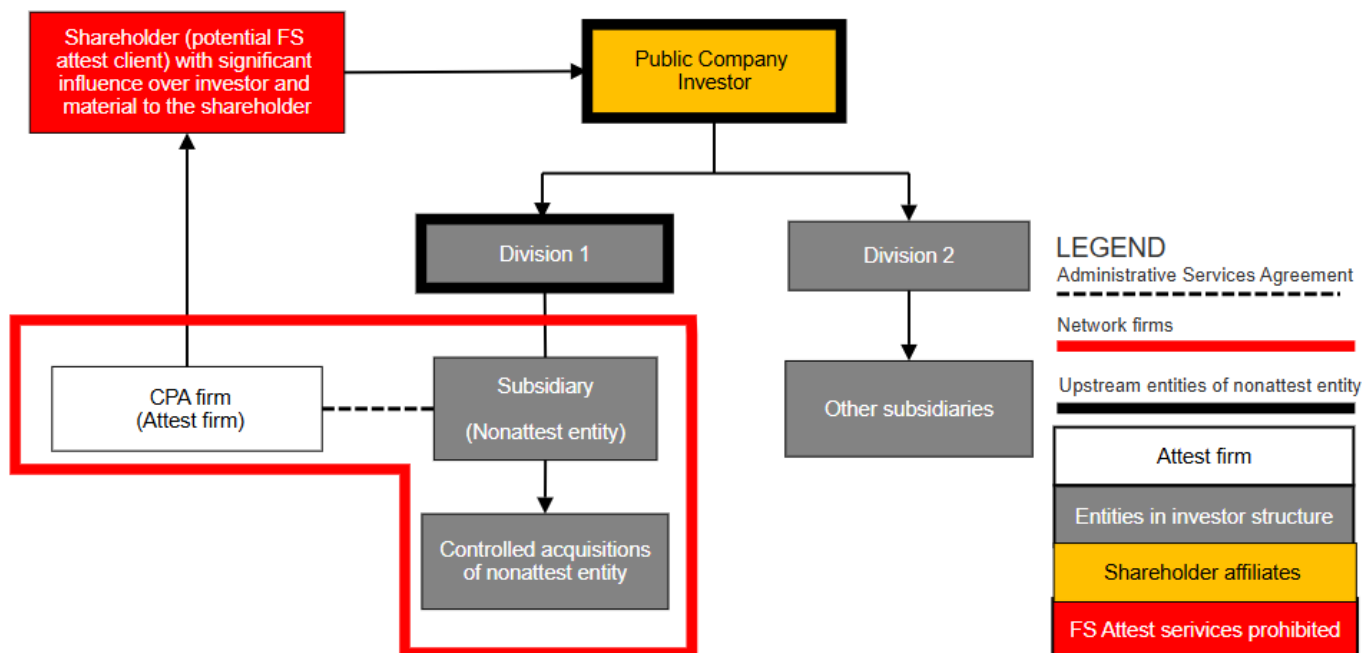 Shareholder (potential FS
attest client) with significant
influence over investor and
material to the shareholder
Public Company
Investor
Division 1
Division 2
CPA firm
(Attest firm)
Subsidiary
(Nonattest entity)
Other subsidiaries
Controlled acquisitions
of nonattest entity
LEGEND
Administrative Services Agreement
Network firms
Upstream entities of nonattest entity
Attest firm
Entities in investor structure
Shareholder affiliates
FS Attest serivices prohibited